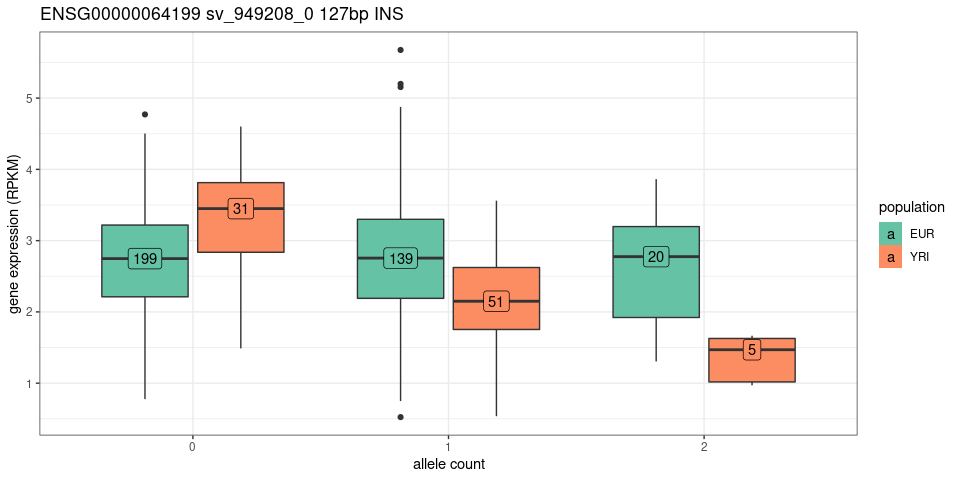 ENSG00000064199 sv_949208_0 127bp INS
gene expression (RPKM)
5
4
3
2
1
199
31
139
51
20
5
0
1
2
allele count
population
a EUR
a YRI